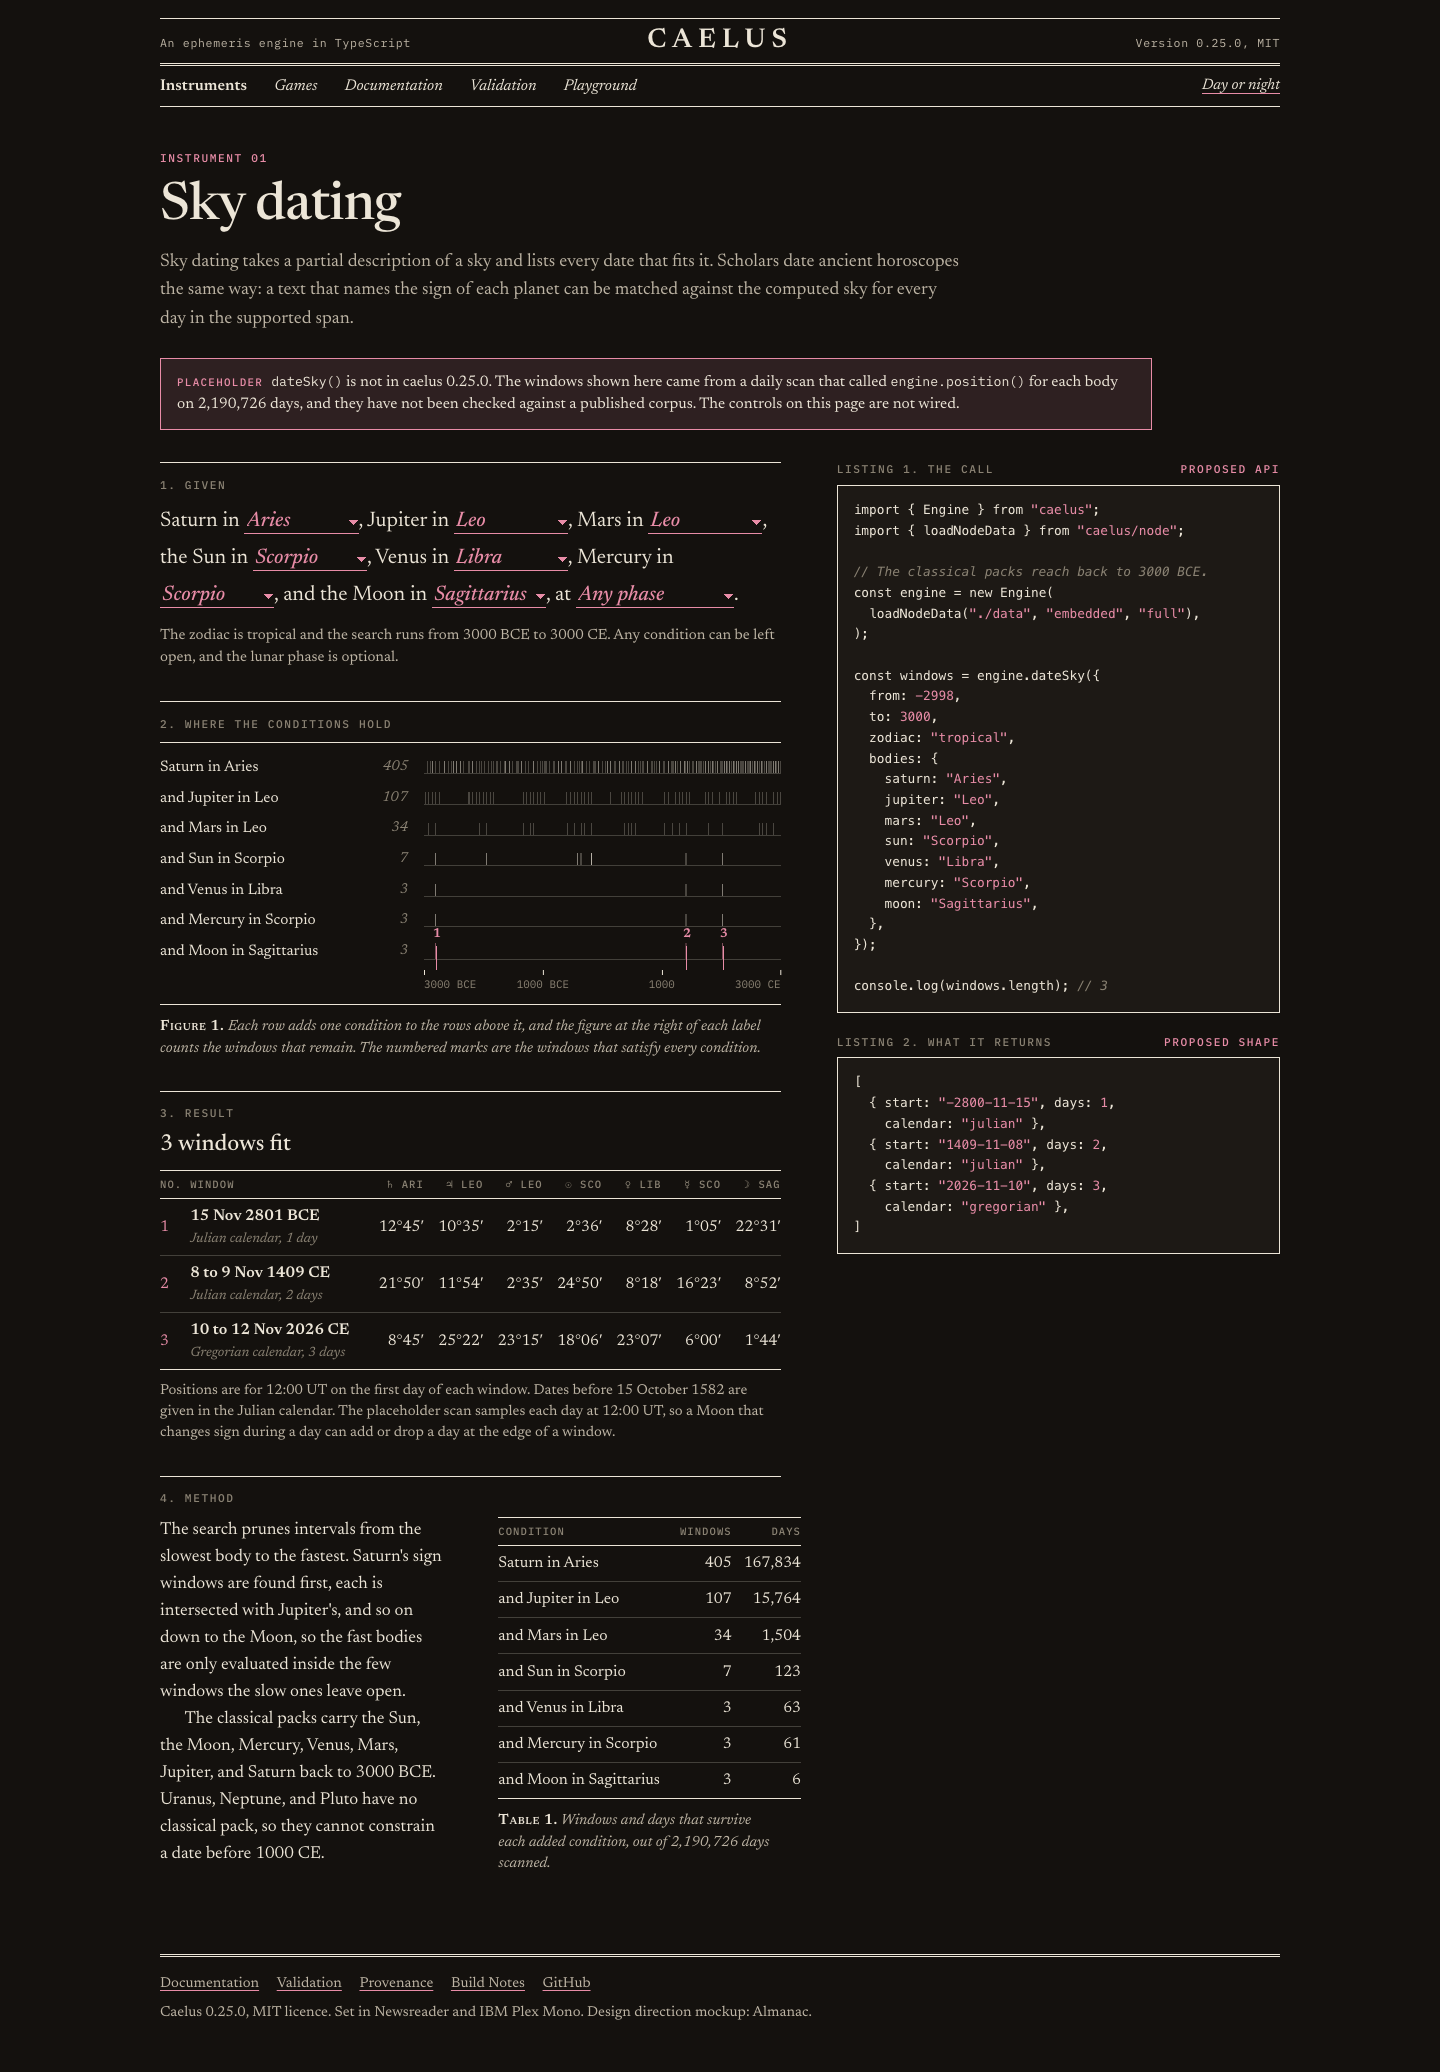 An ephemeris engine in TypeScript
CAELUS
Version 0.25.0, MIT
Instruments Games Documentation Validation Playground
Day or night
INSTRUMENT 01
Sky dating
Sky dating takes a partial description of a sky and lists every date that fits it. Scholars date ancient horoscopes
the same way: a text that names the sign of each planet can be matched against the computed sky for every
day in the supported span.
PLACEHOLDER dateSky() is not in caelus 0.25.0. The windows shown here came from a daily scan that called engine.position() for each body
on 2,190,726 days, and they have not been checked against a published corpus. The controls on this page are not wired.
1. GIVEN
Saturn in Aries, Jupiter in Leo, Mars in Leo,
the Sun in Scorpio, Venus in Libra, Mercury in
Scorpio, and the Moon in Sagittarius, at Any phase.
The zodiac is tropical and the search runs from 3000 BCE to 3000 CE. Any condition can be left
open, and the lunar phase is optional.
2. WHERE THE CONDITIONS HOLD
Saturn in Aries 405
and Jupiter in Leo 107
and Mars in Leo 34
and Sun in Scorpio 7
and Venus in Libra 3
and Mercury in Scorpio 3
1 2 3
and Moon in Sagittarius 3
3000 BCE 1000 BCE 1000 3000 CE
FIGURE 1. Each row adds one condition to the rows above it, and the figure at the right of each label
counts the windows that remain. The numbered marks are the windows that satisfy every condition.
3. RESULT
3 windows fit
NO. WINDOW ♄ ARI ♃ LEO ♂ LEO ☉ SCO ♀ LIB ☿ SCO ☽ SAG
1 15 Nov 2801 BCE 12°45′ 10°35′ 2°15′ 2°36′ 8°28′ 1°05′ 22°31′
Julian calendar, 1 day
2 8 to 9 Nov 1409 CE 21°50′ 11°54′ 2°35′ 24°50′ 8°18′ 16°23′ 8°52′
Julian calendar, 2 days
3 10 to 12 Nov 2026 CE 8°45′ 25°22′ 23°15′ 18°06′ 23°07′ 6°00′ 1°44′
Gregorian calendar, 3 days
Positions are for 12:00 UT on the first day of each window. Dates before 15 October 1582 are
given in the Julian calendar. The placeholder scan samples each day at 12:00 UT, so a Moon that
changes sign during a day can add or drop a day at the edge of a window.
4. METHOD
The search prunes intervals from the
slowest body to the fastest. Saturn's sign
windows are found first, each is
intersected with Jupiter's, and so on
down to the Moon, so the fast bodies
are only evaluated inside the few
windows the slow ones leave open.
The classical packs carry the Sun,
the Moon, Mercury, Venus, Mars,
Jupiter, and Saturn back to 3000 BCE.
Uranus, Neptune, and Pluto have no
classical pack, so they cannot constrain
a date before 1000 CE.
CONDITION WINDOWS DAYS
Saturn in Aries 405 167,834
and Jupiter in Leo 107 15,764
and Mars in Leo 34 1,504
and Sun in Scorpio 7 123
and Venus in Libra 3 63
and Mercury in Scorpio 3 61
and Moon in Sagittarius 3 6
TABLE 1. Windows and days that survive
each added condition, out of 2,190,726 days
scanned.
LISTING 1. THE CALL PROPOSED API
import { Engine } from "caelus";
import { loadNodeData } from "caelus/node";
// The classical packs reach back to 3000 BCE.
const engine = new Engine(
loadNodeData("./data", "embedded", "full"),
);
const windows = engine.dateSky({
from: -2998,
to: 3000,
zodiac: "tropical",
bodies: {
saturn: "Aries",
jupiter: "Leo",
mars: "Leo",
sun: "Scorpio",
venus: "Libra",
mercury: "Scorpio",
moon: "Sagittarius",
},
});
console.log(windows.length); // 3
LISTING 2. WHAT IT RETURNS PROPOSED SHAPE
[
{ start: "-2800-11-15", days: 1,
calendar: "julian" },
{ start: "1409-11-08", days: 2,
calendar: "julian" },
{ start: "2026-11-10", days: 3,
calendar: "gregorian" },
]
Documentation Validation Provenance Build Notes GitHub
Caelus 0.25.0, MIT licence. Set in Newsreader and IBM Plex Mono. Design direction mockup: Almanac.